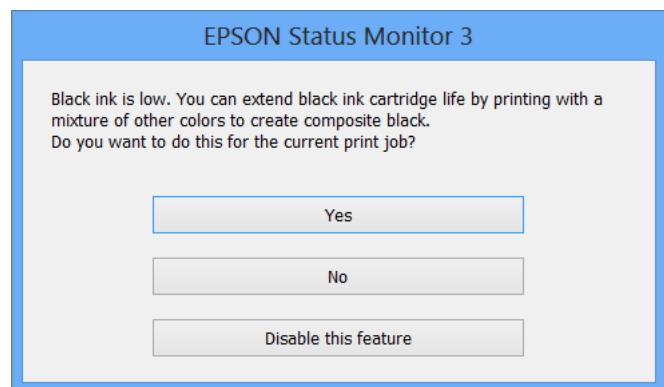 EPSON Status Monitor 3
Black ink is low. You can extend black ink cartridge life by printing with a
mixture of other colors to create composite black.
Do you want to do this for the current print job?
Yes
No
Disable this feature